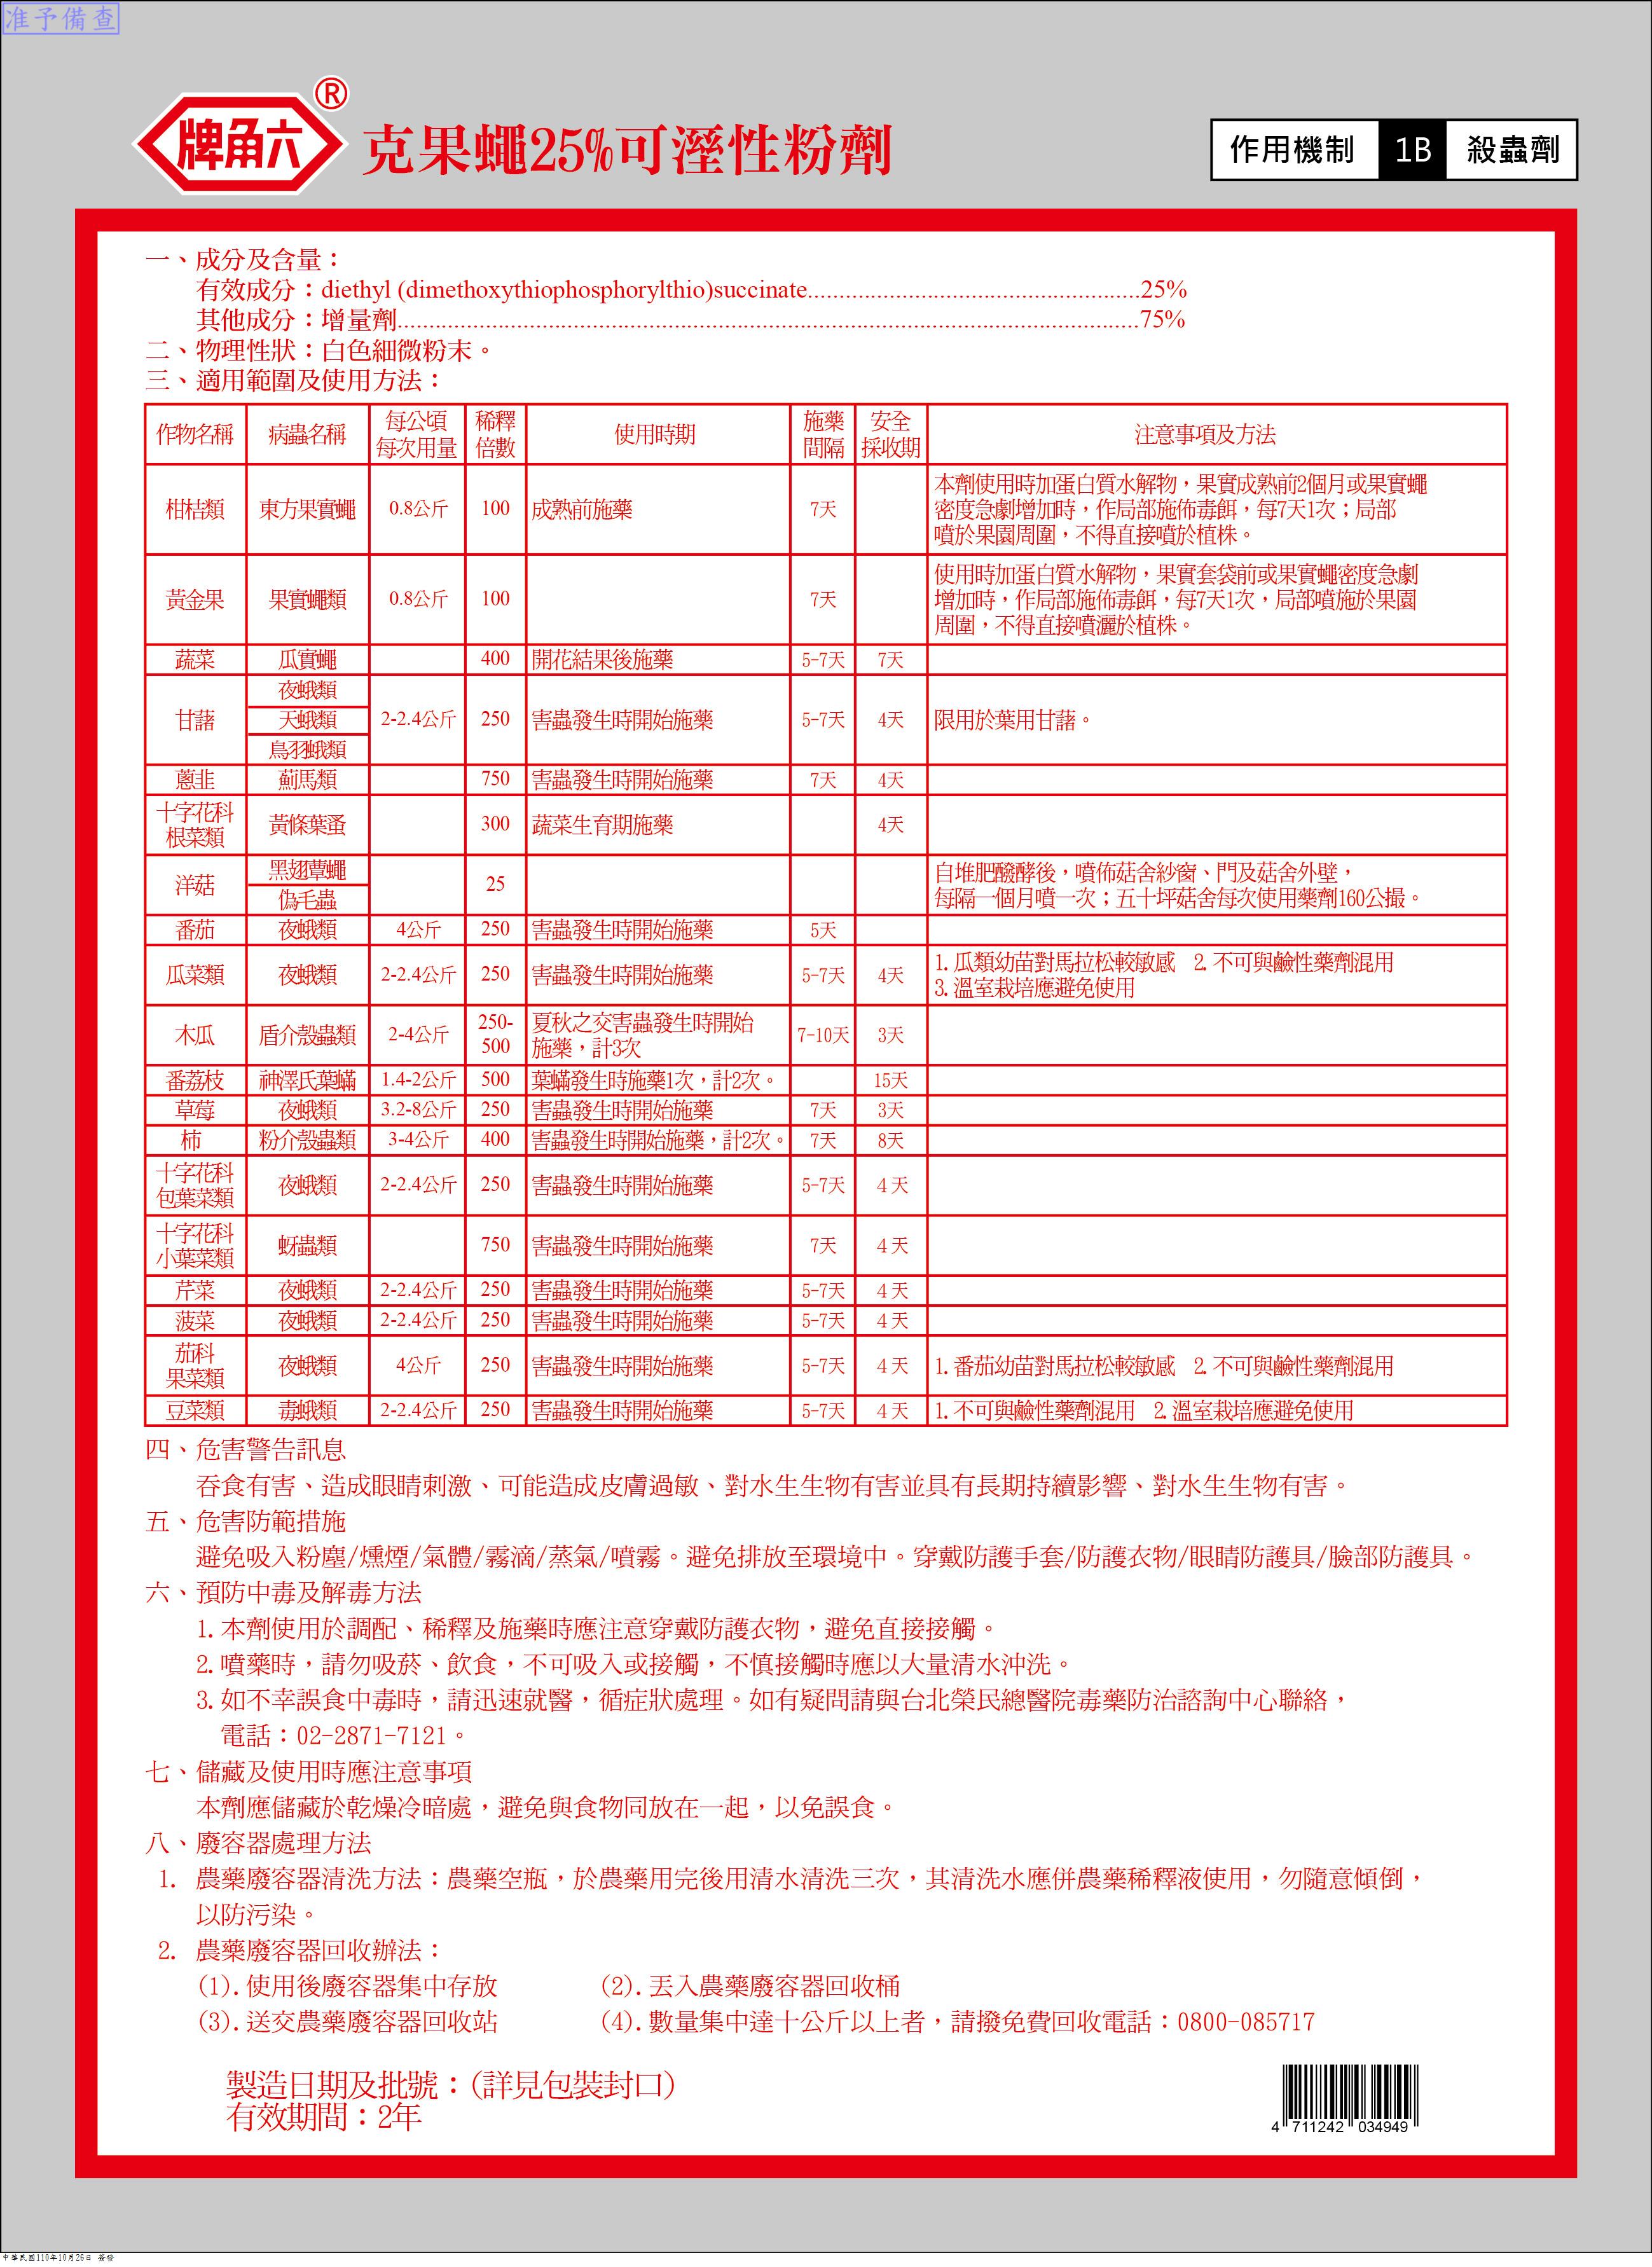 准予備查
牌角六®
克果蠅25%可溼性粉劑
作用機制 1B 殺蟲劑
一、成分及含量：
有效成分：diethyl (dimethoxythiophosphorylthio)succinate.....................................................25%
其他成分：增量劑......................................................................................................................75%
二、物理性狀：白色細微粉末。
三、適用範圍及使用方法：
作物名稱 病蟲名稱 每公頃每次用量 稀釋倍數 使用時期 施藥間隔 安全採收期 注意事項及方法
柑桔類 東方果實蠅 0.8公斤 100 成熟前施藥 7天 本劑使用時加蛋白質水解物，果實成熟前2個月或果實蠅
密度急劇增加時，作局部施佈毒餌，每7天1次；局部
噴於果園周圍，不得直接噴於植株。
黃金果 果實蠅類 0.8公斤 100 7天 使用時加蛋白質水解物，果實套袋前或果實蠅密度急劇
增加時，作局部施佈毒餌，每7天1次，局部噴施於果園
周圍，不得直接噴灑於植株。
蔬菜 瓜實蠅 400 開花結果後施藥 5-7天 7天
甘藷 夜蛾類 天蛾類 鳥羽蛾類 2-2.4公斤 250 害蟲發生時開始施藥 5-7天 4天 限用於葉用甘藷。
蔥韭 薊馬類 750 害蟲發生時開始施藥 7天 4天
十字花科根菜類 黃條葉蚤 300 蔬菜生育期施藥 4天
洋菇 黑翅蕈蠅 偽毛蟲 25 自堆肥醱酵後，噴佈菇舍紗窗、門及菇舍外壁，
每隔一個月噴一次；五十坪菇舍每次使用藥劑160公撮。
番茄 夜蛾類 4公斤 250 害蟲發生時開始施藥 5天
瓜菜類 夜蛾類 2-2.4公斤 250 害蟲發生時開始施藥 5-7天 4天 1. 瓜類幼苗對馬拉松較敏感 2. 不可與鹼性藥劑混用
3. 溫室栽培應避免使用
木瓜 盾介殼蟲類 2-4公斤 250-500 夏秋之交害蟲發生時開始
施藥，計3次 7-10天 3天
番荔枝 神澤氏葉蟎 1.4-2公斤 500 葉蟎發生時施藥1次，計2次。 15天
草莓 夜蛾類 3.2-8公斤 250 害蟲發生時開始施藥 7天 3天
柿 粉介殼蟲類 3-4公斤 400 害蟲發生時開始施藥，計2次。 7天 8天
十字花科包葉菜類 夜蛾類 2-2.4公斤 250 害蟲發生時開始施藥 5-7天 4天
十字花科小葉菜類 蚜蟲類 750 害蟲發生時開始施藥 7天 4天
芹菜 夜蛾類 2-2.4公斤 250 害蟲發生時開始施藥 5-7天 4天
菠菜 夜蛾類 2-2.4公斤 250 害蟲發生時開始施藥 5-7天 4天
茄科果菜類 夜蛾類 4公斤 250 害蟲發生時開始施藥 5-7天 4天 1. 番茄幼苗對馬拉松較敏感 2. 不可與鹼性藥劑混用
豆菜類 毒蛾類 2-2.4公斤 250 害蟲發生時開始施藥 5-7天 4天 1. 不可與鹼性藥劑混用 2. 溫室栽培應避免使用
四、危害警告訊息
吞食有害、造成眼睛刺激、可能造成皮膚過敏、對水生生物有害並具有長期持續影響、對水生生物有害。
五、危害防範措施
避免吸入粉塵/燻煙/氣體/霧滴/蒸氣/噴霧。避免排放至環境中。穿戴防護手套/防護衣物/眼睛防護具/臉部防護具。
六、預防中毒及解毒方法
1. 本劑使用於調配、稀釋及施藥時應注意穿戴防護衣物，避免直接接觸。
2. 噴藥時，請勿吸菸、飲食，不可吸入或接觸，不慎接觸時應以大量清水沖洗。
3. 如不幸誤食中毒時，請迅速就醫，循症狀處理。如有疑問請與台北榮民總醫院毒藥防治諮詢中心聯絡，
電話：02-2871-7121。
七、儲藏及使用時應注意事項
本劑應儲藏於乾燥冷暗處，避免與食物同放在一起，以免誤食。
八、廢容器處理方法
1. 農藥廢容器清洗方法：農藥空瓶，於農藥用完後用清水清洗三次，其清洗水應併農藥稀釋液使用，勿隨意傾倒，
以防污染。
2. 農藥廢容器回收辦法：
(1). 使用後廢容器集中存放 (2). 丟入農藥廢容器回收桶
(3). 送交農藥廢容器回收站 (4). 數量集中達十公斤以上者，請撥免費回收電話：0800-085717
製造日期及批號：(詳見包裝封口)
有效期間：2年
4 711242 034949
中華民國110年10月26日 簽發